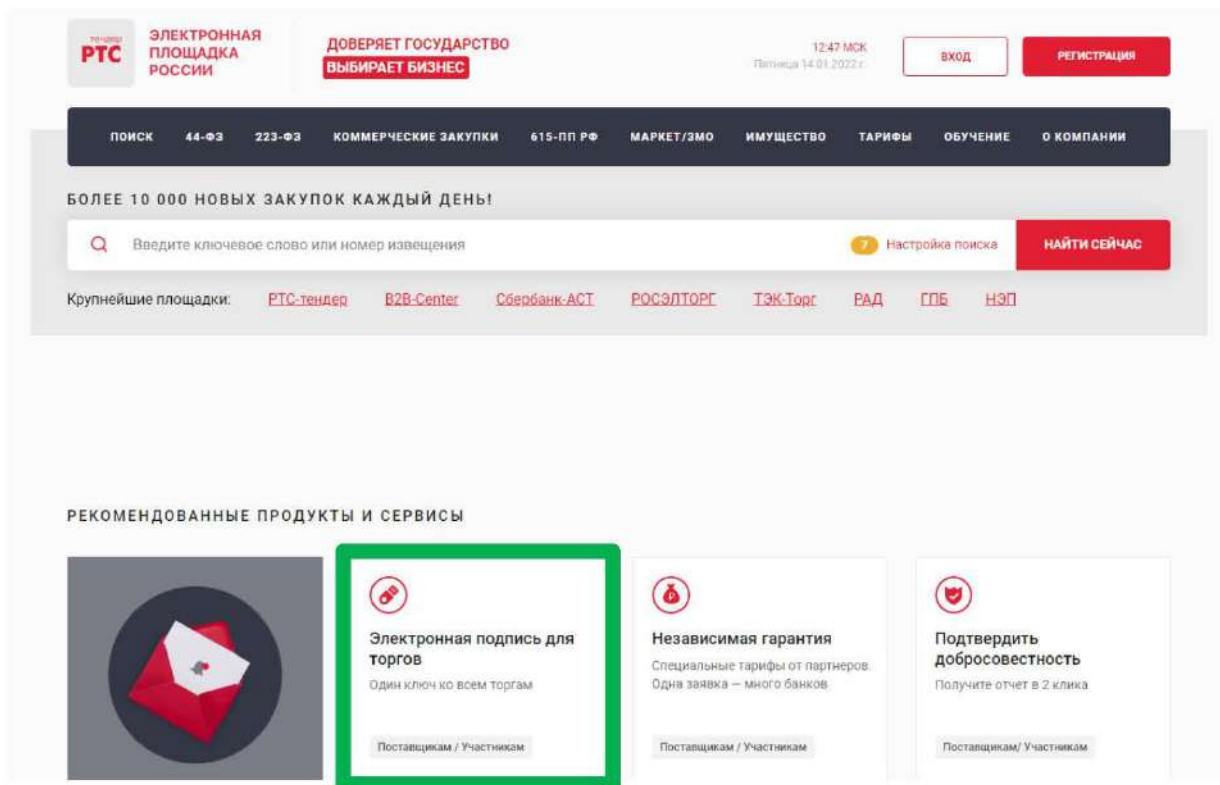 тендер
РТС
ЭЛЕКТРОННАЯ
ПЛОЩАДКА
РОССИИ
ДОВЕРЯЕТ ГОСУДАРСТВО
ВЫБИРАЕТ БИЗНЕС
12:47 МСК
Пятница 14.01.2022 г.
ВХОД
РЕГИСТРАЦИЯ
ПОИСК 44-ФЗ 223-ФЗ КОММЕРЧЕСКИЕ ЗАКУПКИ 615-ПП РФ МАРКЕТ/ЗМО ИМУЩЕСТВО ТАРИФЫ ОБУЧЕНИЕ О КОМПАНИИ
БОЛЕЕ 10 000 НОВЫХ ЗАКУПОК КАЖДЫЙ ДЕНЬ!
Введите ключевое слово или номер извещения 7 Настройка поиска НАЙТИ СЕЙЧАС
Крупнейшие площадки: РТС-тендер B2B-Center Сбербанк-АСТ РОСЭЛТОРГ ТЭК-Торг РАД ГПБ НЭП
РЕКОМЕНДОВАННЫЕ ПРОДУКТЫ И СЕРВИСЫ
Электронная подпись для
торгов
Один ключ ко всем торгам
Поставщикам / Участникам
Независимая гарантия
Специальные тарифы от партнеров.
Одна заявка — много банков
Поставщикам / Участникам
Подтвердить
добросовестность
Получите отчет в 2 клика
Поставщикам/ Участникам